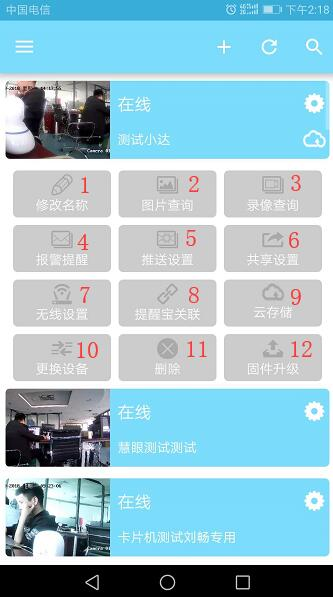 中国电信 下午2:18
在线
测试小达
1 2 3
修改名称 图片查询 录像查询
4 5 6
报警提醒 推送设置 共享设置
7 8 9
无线设置 提醒宝关联 云存储
10 11 12
更换设备 删除 固件升级
在线
慧眼测试测试
在线
卡片机测试刘畅专用